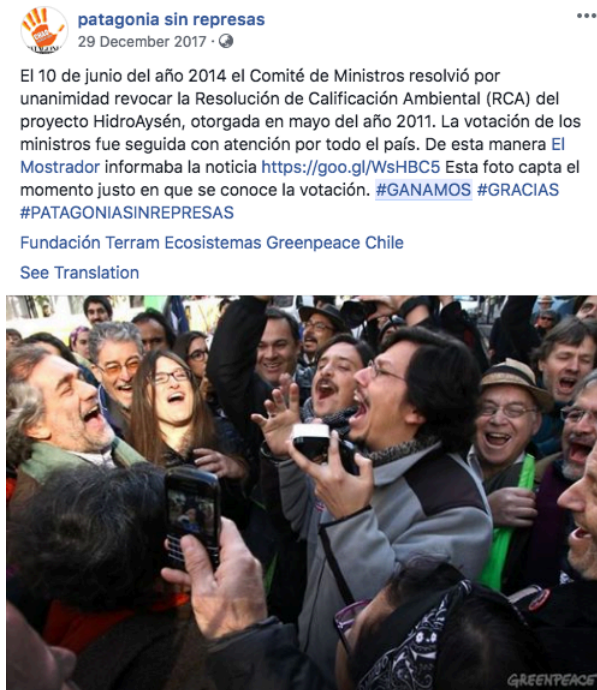 patagonia sin represas
29 December 2017 ·
El 10 de junio del año 2014 el Comité de Ministros resolvió por
unanimidad revocar la Resolución de Calificación Ambiental (RCA) del
proyecto HidroAysén, otorgada en mayo del año 2011. La votación de los
ministros fue seguida con atención por todo el país. De esta manera El
Mostrador informaba la noticia https://goo.gl/WsHBC5 Esta foto capta el
momento justo en que se conoce la votación. #GANAMOS #GRACIAS
#PATAGONIASINREPRESAS
Fundación Terram Ecosistemas Greenpeace Chile
See Translation
GREENPEACE